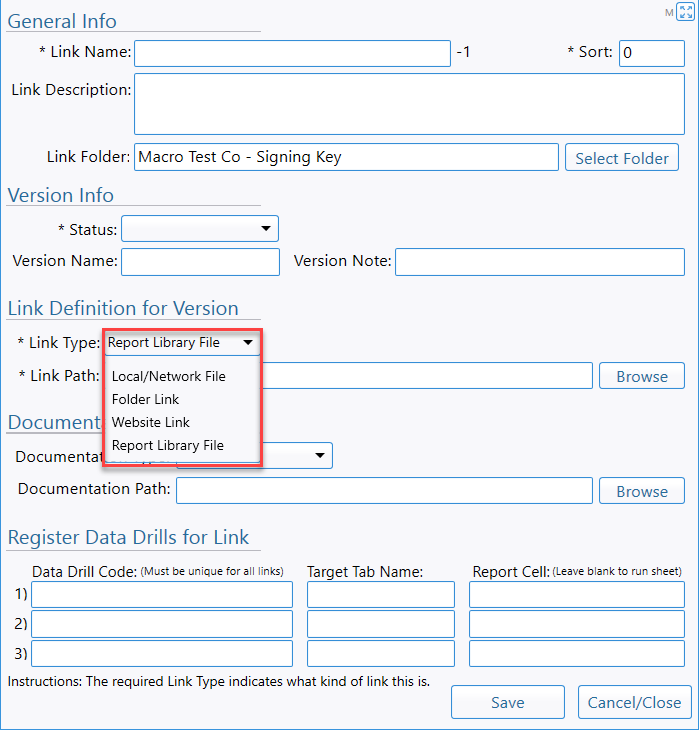 General Info
M
* Link Name: -1 * Sort: 0
Link Description:
Link Folder: Macro Test Co - Signing Key Select Folder
Version Info
* Status:
Version Name: Version Note:
Link Definition for Version
* Link Type: Report Library File
Local/Network File
Folder Link
Website Link
Report Library File
* Link Path: Browse
Documenta
Documentat
Documentation Path: Browse
Register Data Drills for Link
Data Drill Code: (Must be unique for all links) Target Tab Name: Report Cell: (Leave blank to run sheet)
1)
2)
3)
Instructions: The required Link Type indicates what kind of link this is.
Save Cancel/Close